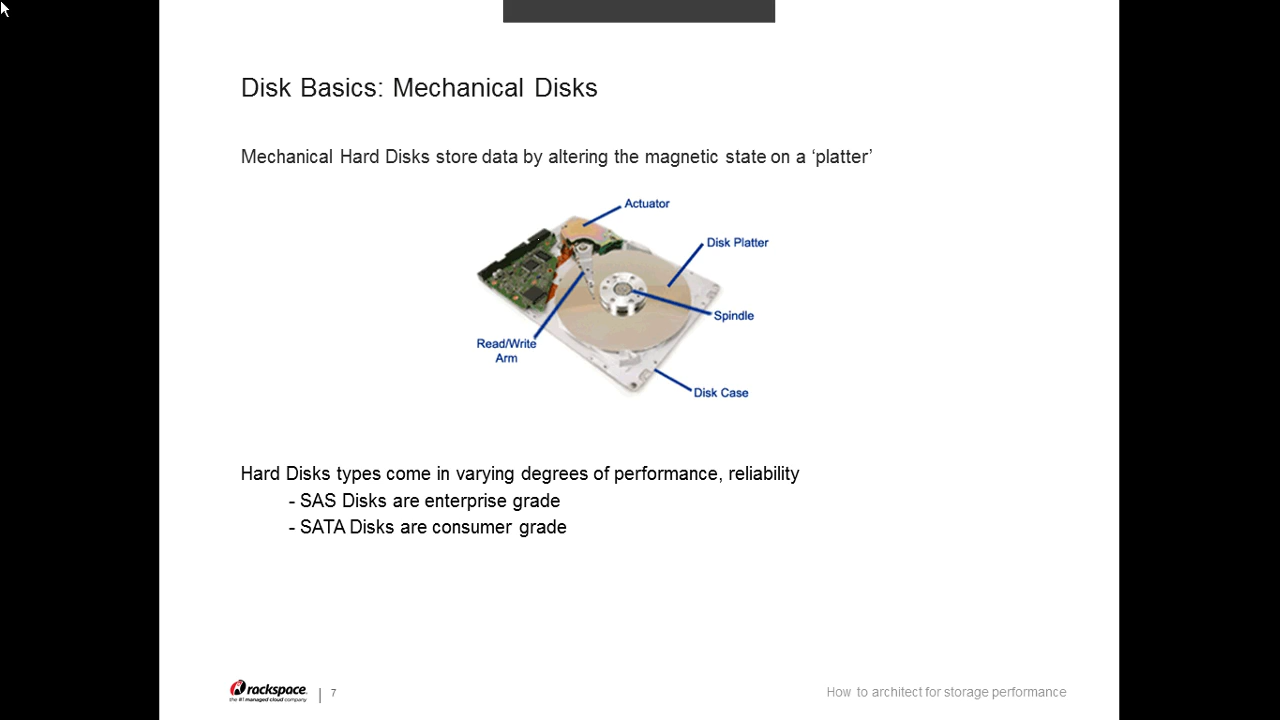 Disk Basics: Mechanical Disks
Mechanical Hard Disks store data by altering the magnetic state on a ‘platter’
Actuator
Disk Platter
Spindle
Read/Write
Arm
Disk Case
Hard Disks types come in varying degrees of performance, reliability
- SAS Disks are enterprise grade
- SATA Disks are consumer grade
rackspace.
the #1 managed cloud company
7
How to architect for storage performance